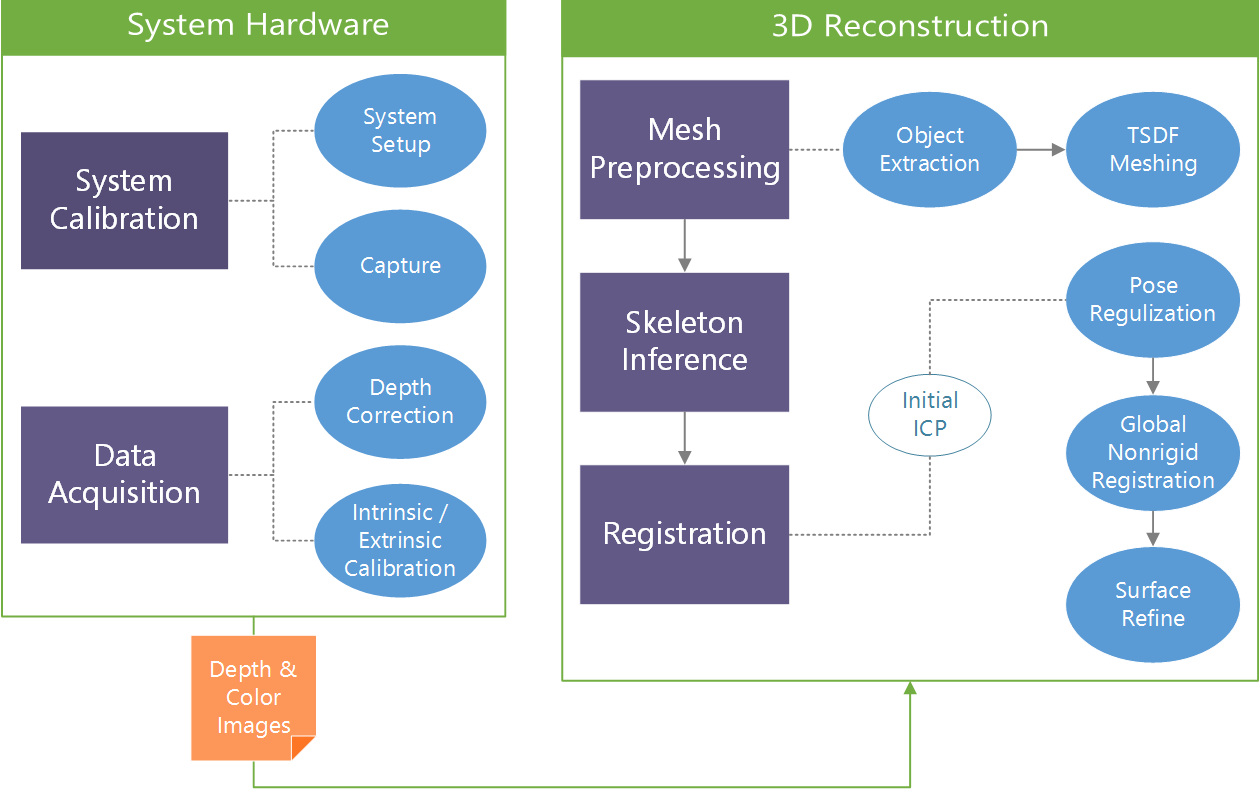 System Hardware
System
Calibration
System
Setup
Capture
Data
Acquisition
Depth
Correction
Intrinsic /
Extrinsic
Calibration
Depth &
Color
Images
3D Reconstruction
Mesh
Preprocessing
Object
Extraction
TSDF
Meshing
Skeleton
Inference
Registration
Initial
ICP
Pose
Regulization
Global
Nonrigid
Registration
Surface
Refine